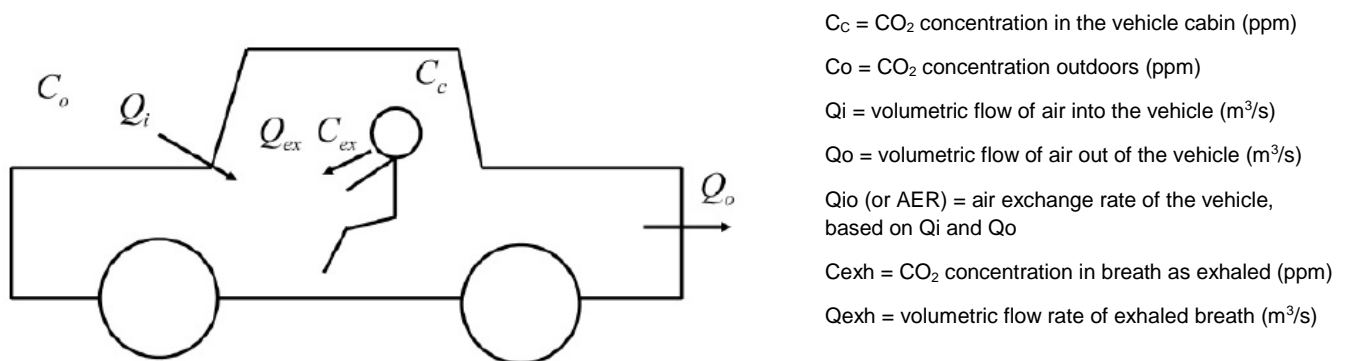 C_o
Q_i
Q_ex C_ex
C_c
Q_o
C_C = CO₂ concentration in the vehicle cabin (ppm)
Co = CO₂ concentration outdoors (ppm)
Qi = volumetric flow of air into the vehicle (m³/s)
Qo = volumetric flow of air out of the vehicle (m³/s)
Qio (or AER) = air exchange rate of the vehicle,
based on Qi and Qo
Cexh = CO₂ concentration in breath as exhaled (ppm)
Qexh = volumetric flow rate of exhaled breath (m³/s)